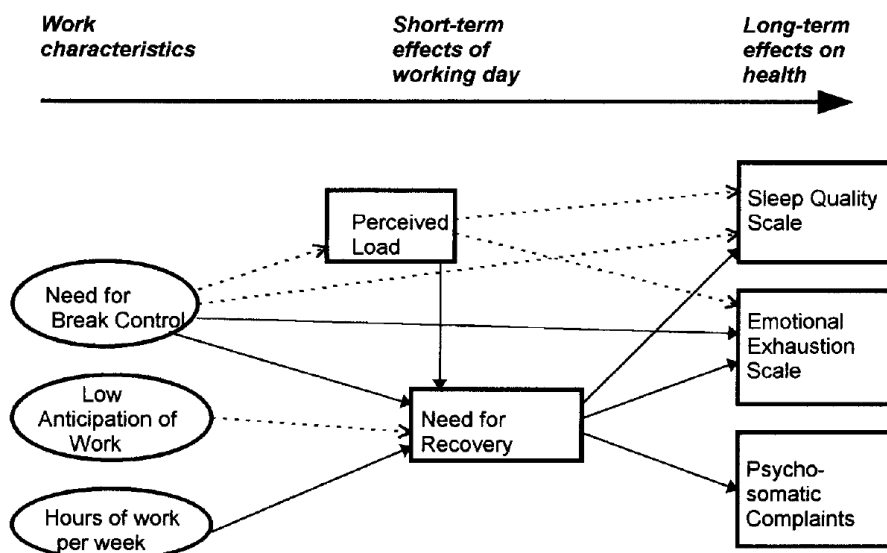 Work
characteristics
Short-term
effects of
working day
Long-term
effects on
health
Perceived
Load
Sleep Quality
Scale
Need for
Break Control
Emotional
Exhaustion
Scale
Low
Anticipation of
Work
Need for
Recovery
Hours of work
per week
Psycho-
somatic
Complaints